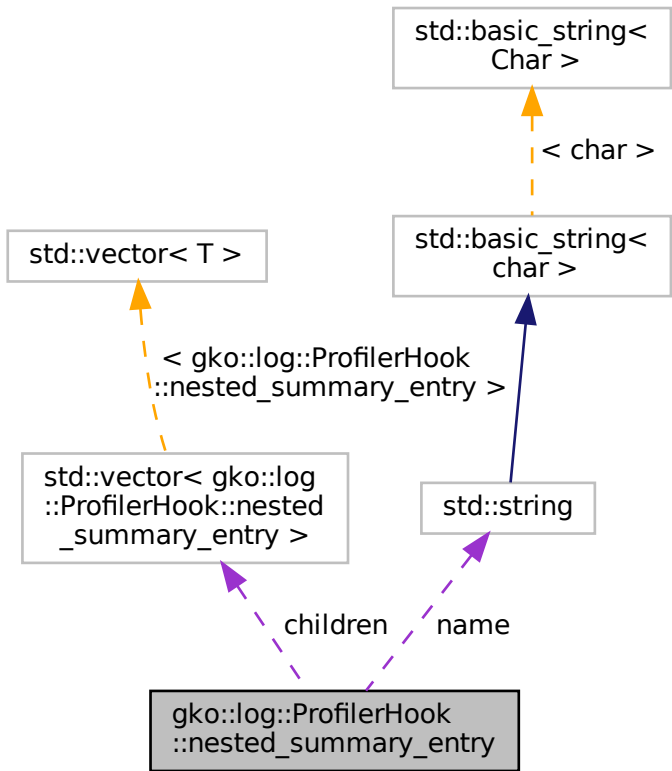 std::basic_string<
Char >
< char >
std::basic_string<
char >
std::vector< T >
< gko::log::ProfilerHook
::nested_summary_entry >
std::vector< gko::log
::ProfilerHook::nested
_summary_entry >
std::string
children
name
gko::log::ProfilerHook
::nested_summary_entry